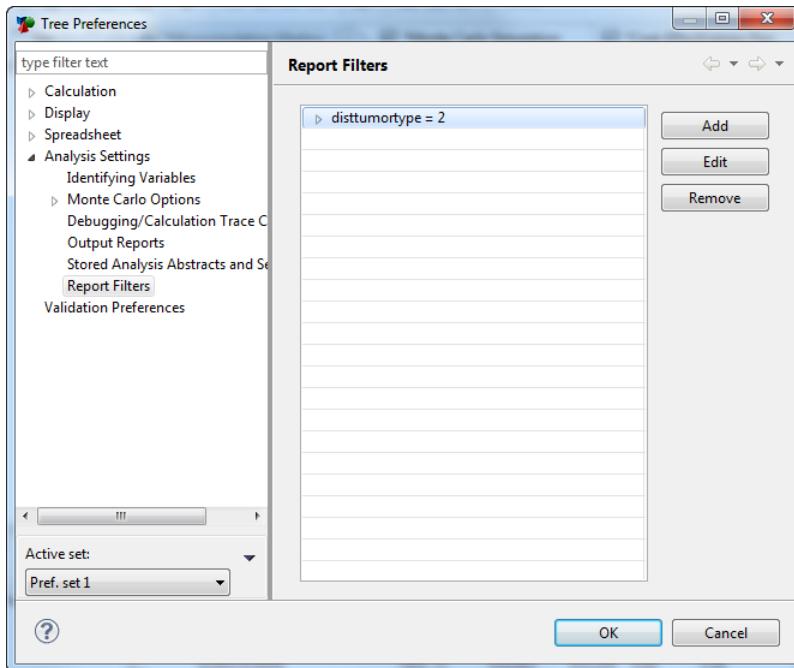 Tree Preferences
type filter text
Report Filters
Calculation
Display
Spreadsheet
Analysis Settings
Identifying Variables
Monte Carlo Options
Debugging/Calculation Trace C
Output Reports
Stored Analysis Abstracts and Se
Report Filters
Validation Preferences
disttumortype = 2
Add
Edit
Remove
Active set:
Pref. set 1
OK
Cancel